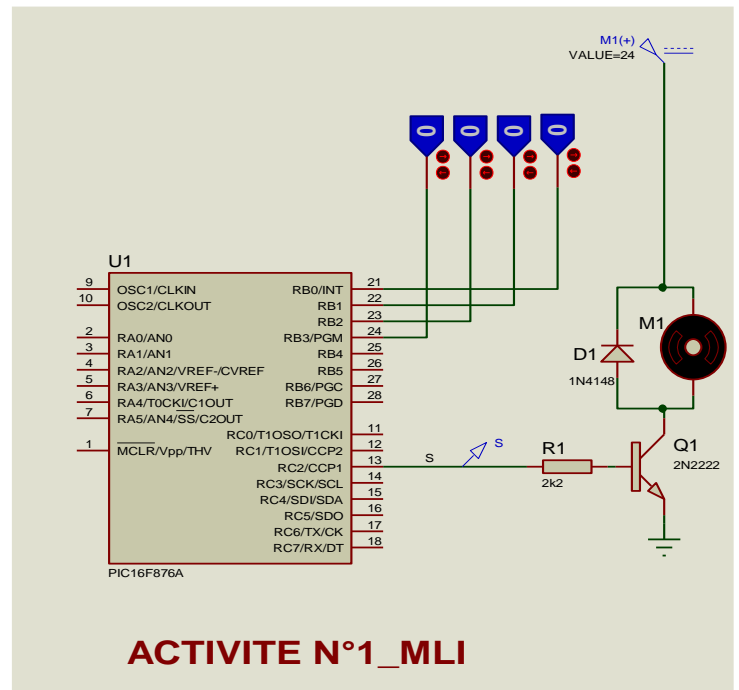 M1(+)
VALUE=24
0 0 0 0
U1
9 OSC1/CLKIN
10 OSC2/CLKOUT
2 RA0/AN0
3 RA1/AN1
4 RA2/AN2/VREF-/CVREF
5 RA3/AN3/VREF+
6 RA4/T0CKI/C1OUT
7 RA5/AN4/SS/C2OUT
1 MCLR/Vpp/THV
RB0/INT 21
RB1 22
RB2 23
RB3/PGM 24
RB4 25
RB5 26
RB6/PGC 27
RB7/PGD 28
RC0/T1OSO/T1CKI 11
RC1/T1OSI/CCP2 12
RC2/CCP1 13
RC3/SCK/SCL 14
RC4/SDI/SDA 15
RC5/SDO 16
RC6/TX/CK 17
RC7/RX/DT 18
PIC16F876A
S
S
R1
2k2
D1
1N4148
M1
Q1
2N2222
ACTIVITE N°1_MLI